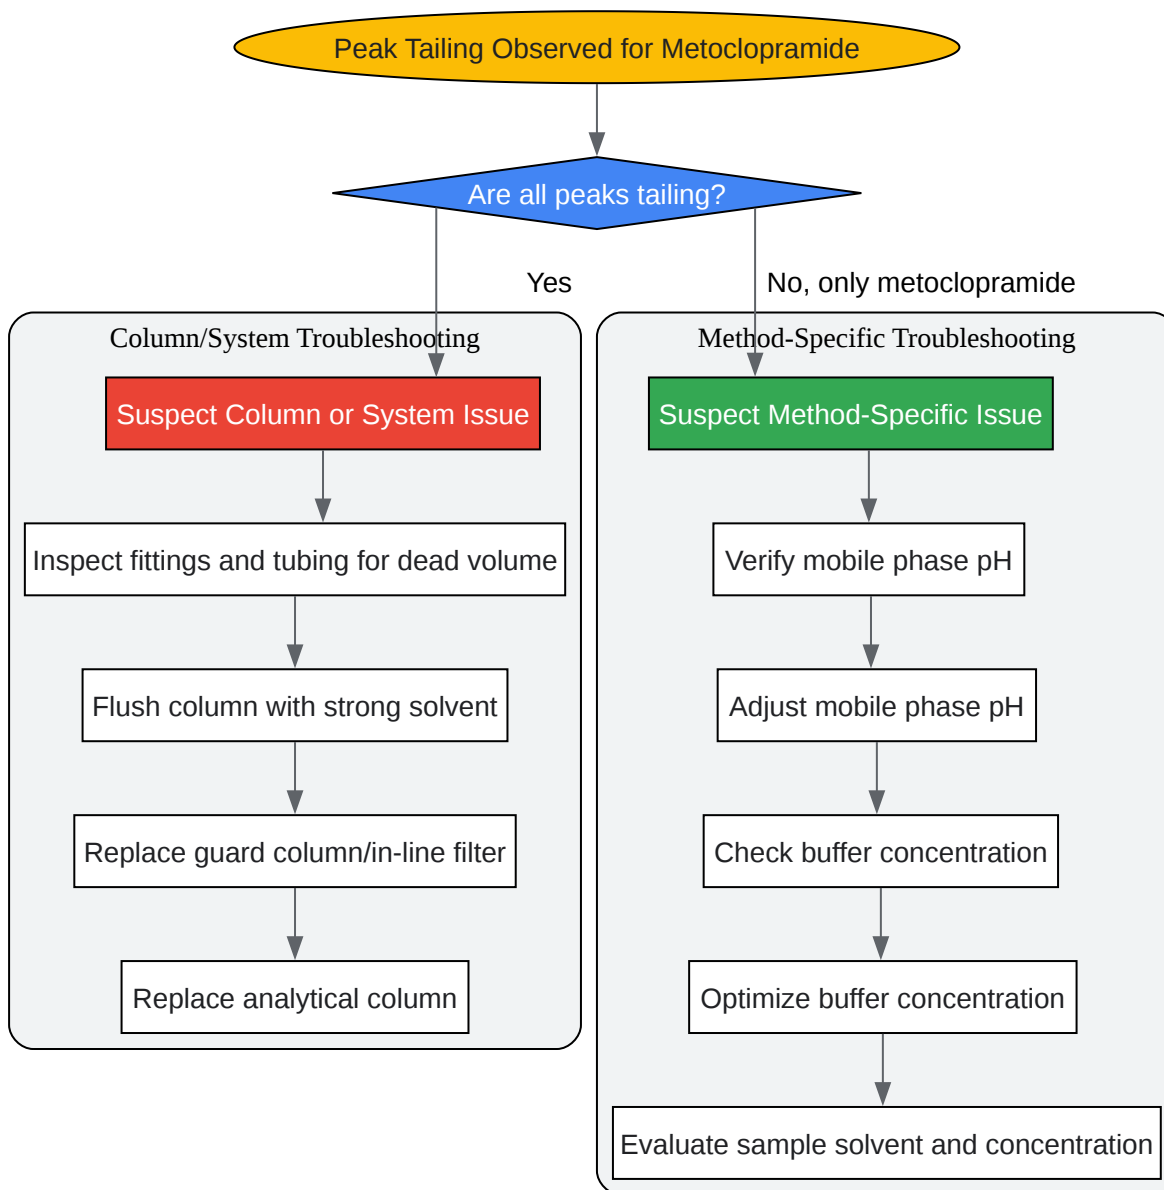 Peak Tailing Observed for Metoclopramide
Are all peaks tailing?
Yes
No, only metoclopramide
Column/System Troubleshooting
Suspect Column or System Issue
Inspect fittings and tubing for dead volume
Flush column with strong solvent
Replace guard column/in-line filter
Replace analytical column
Method-Specific Troubleshooting
Suspect Method-Specific Issue
Verify mobile phase pH
Adjust mobile phase pH
Check buffer concentration
Optimize buffer concentration
Evaluate sample solvent and concentration